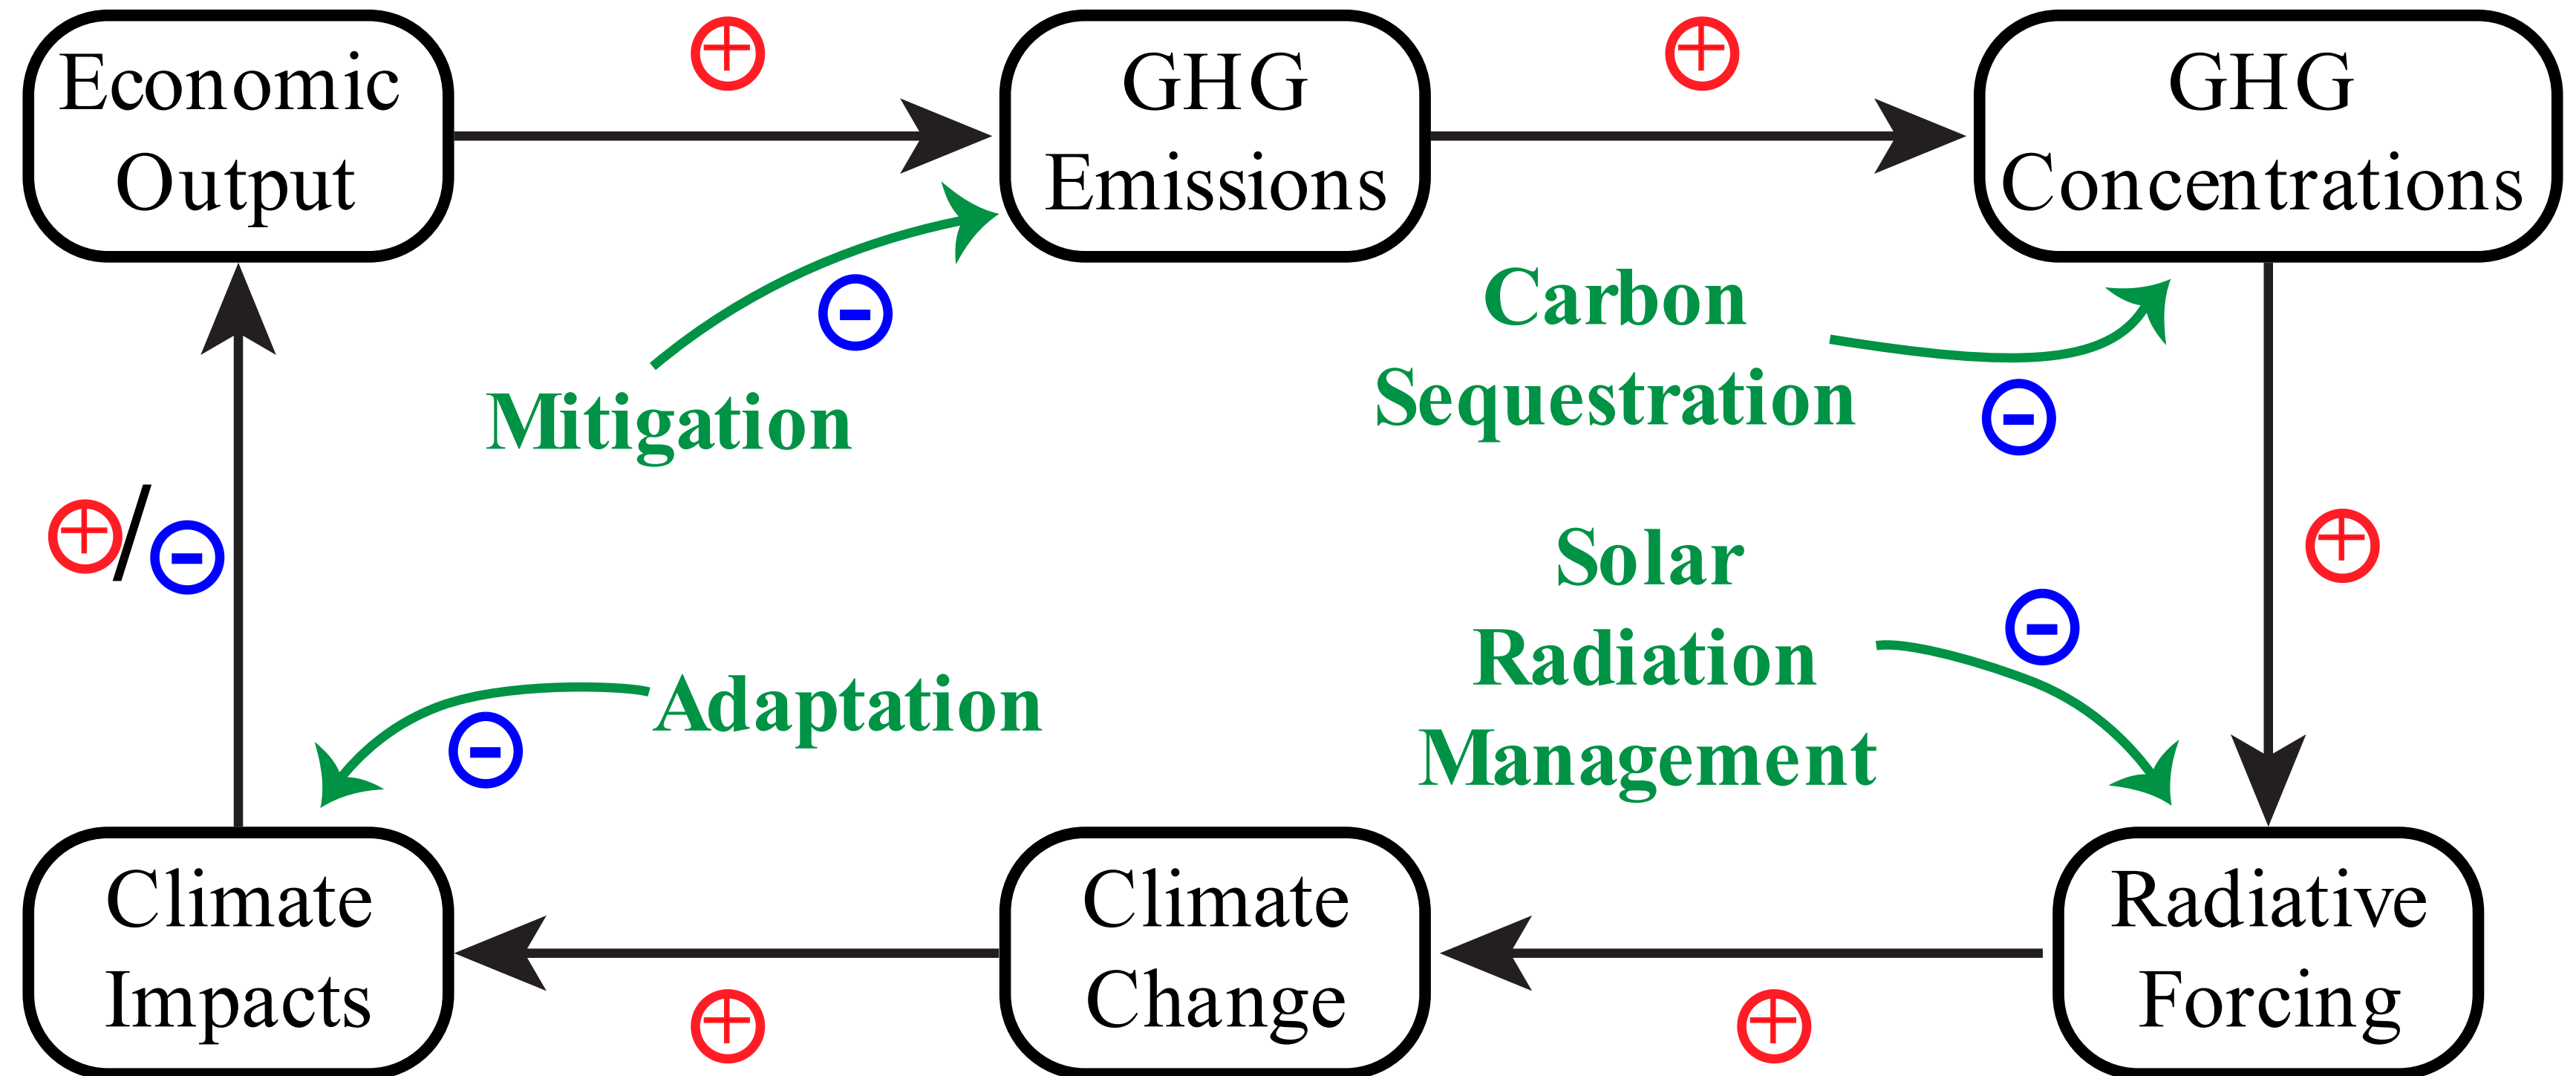 Economic
Output
GHG
Emissions
GHG
Concentrations
Mitigation
Carbon
Sequestration
+/-
Solar
Radiation
Management
Adaptation
Climate
Impacts
Climate
Change
Radiative
Forcing